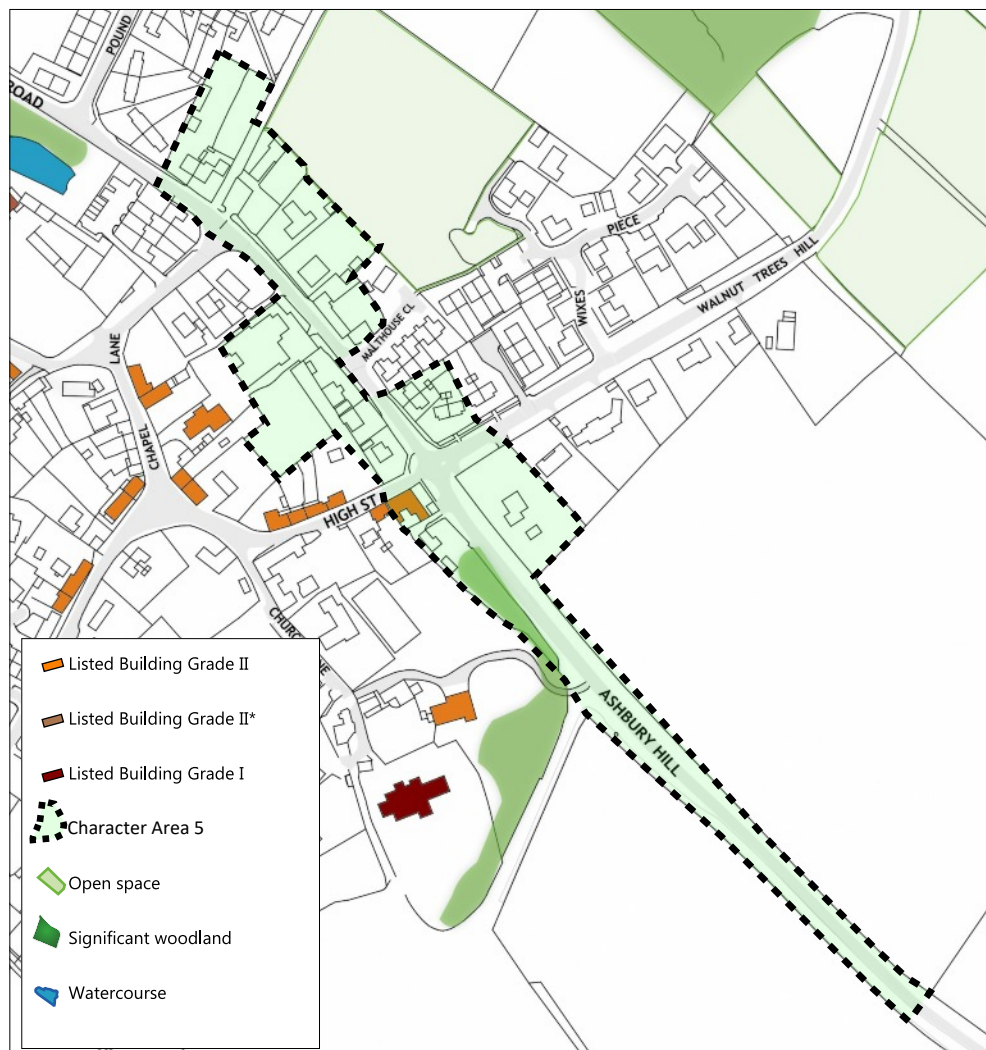 POUND
ROAD
PIECE
WIXES
WALNUT TREES HILL
MALTHOUSE CL
LANE
CHAPEL
HIGH ST
ASHBURY HILL
Listed Building Grade II
Listed Building Grade II*
Listed Building Grade I
Character Area 5
Open space
Significant woodland
Watercourse